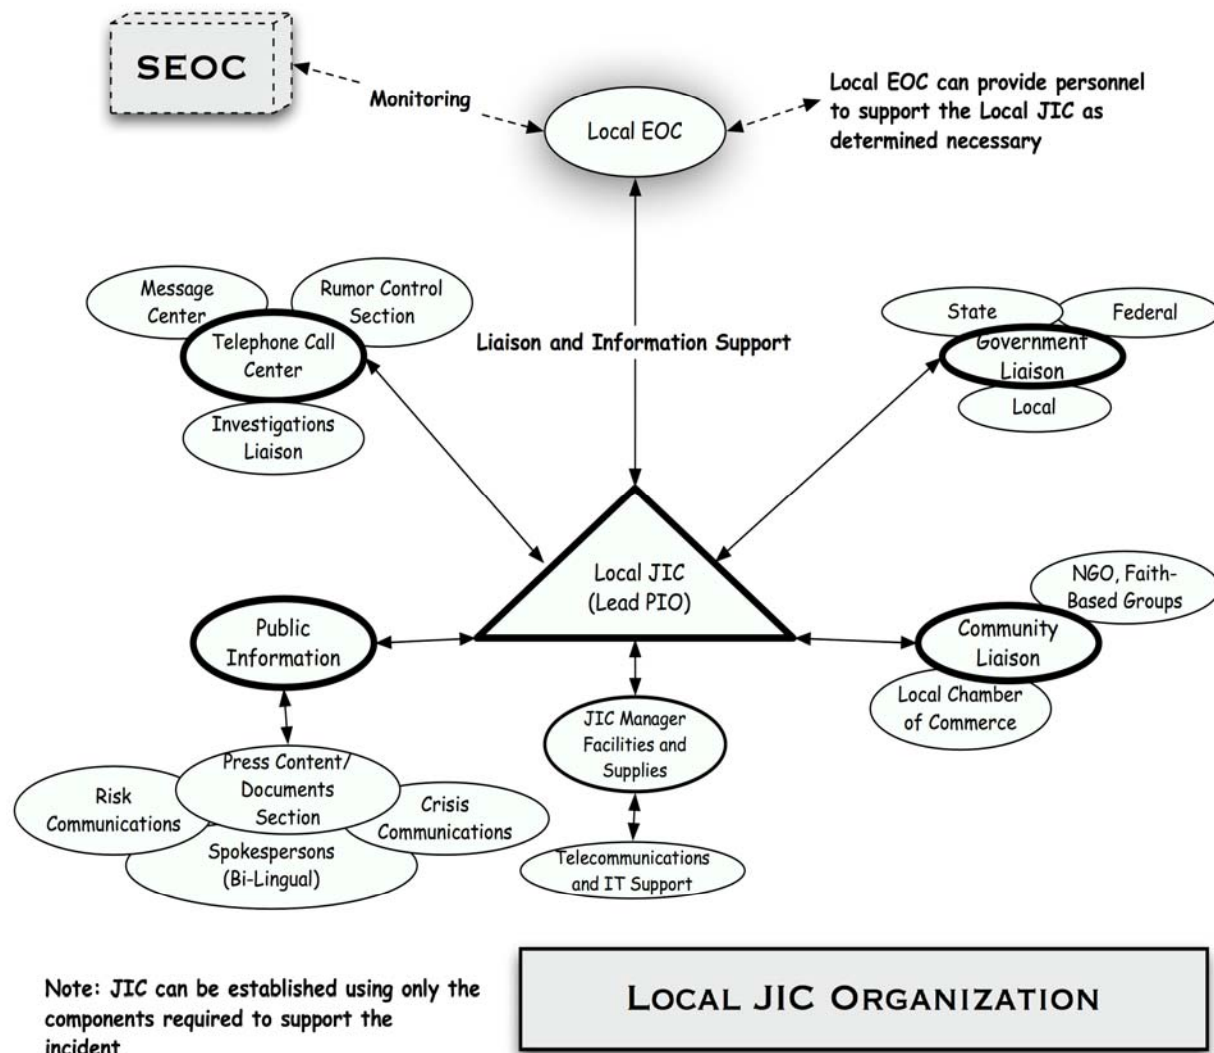 SEOC
Monitoring
Local EOC
Local EOC can provide personnel
to support the Local JIC as
determined necessary
Message
Center
Rumor Control
Section
Telephone Call
Center
Investigations
Liaison
Liaison and Information Support
State
Federal
Government
Liaison
Local
Local JIC
(Lead PIO)
NGO, Faith-
Based Groups
Community
Liaison
Local Chamber
of Commerce
Public
Information
JIC Manager
Facilities and
Supplies
Press Content/
Documents
Section
Risk
Communications
Crisis
Communications
Spokespersons
(Bi-Lingual)
Telecommunications
and IT Support
Note: JIC can be established using only the
components required to support the
incident
LOCAL JIC ORGANIZATION